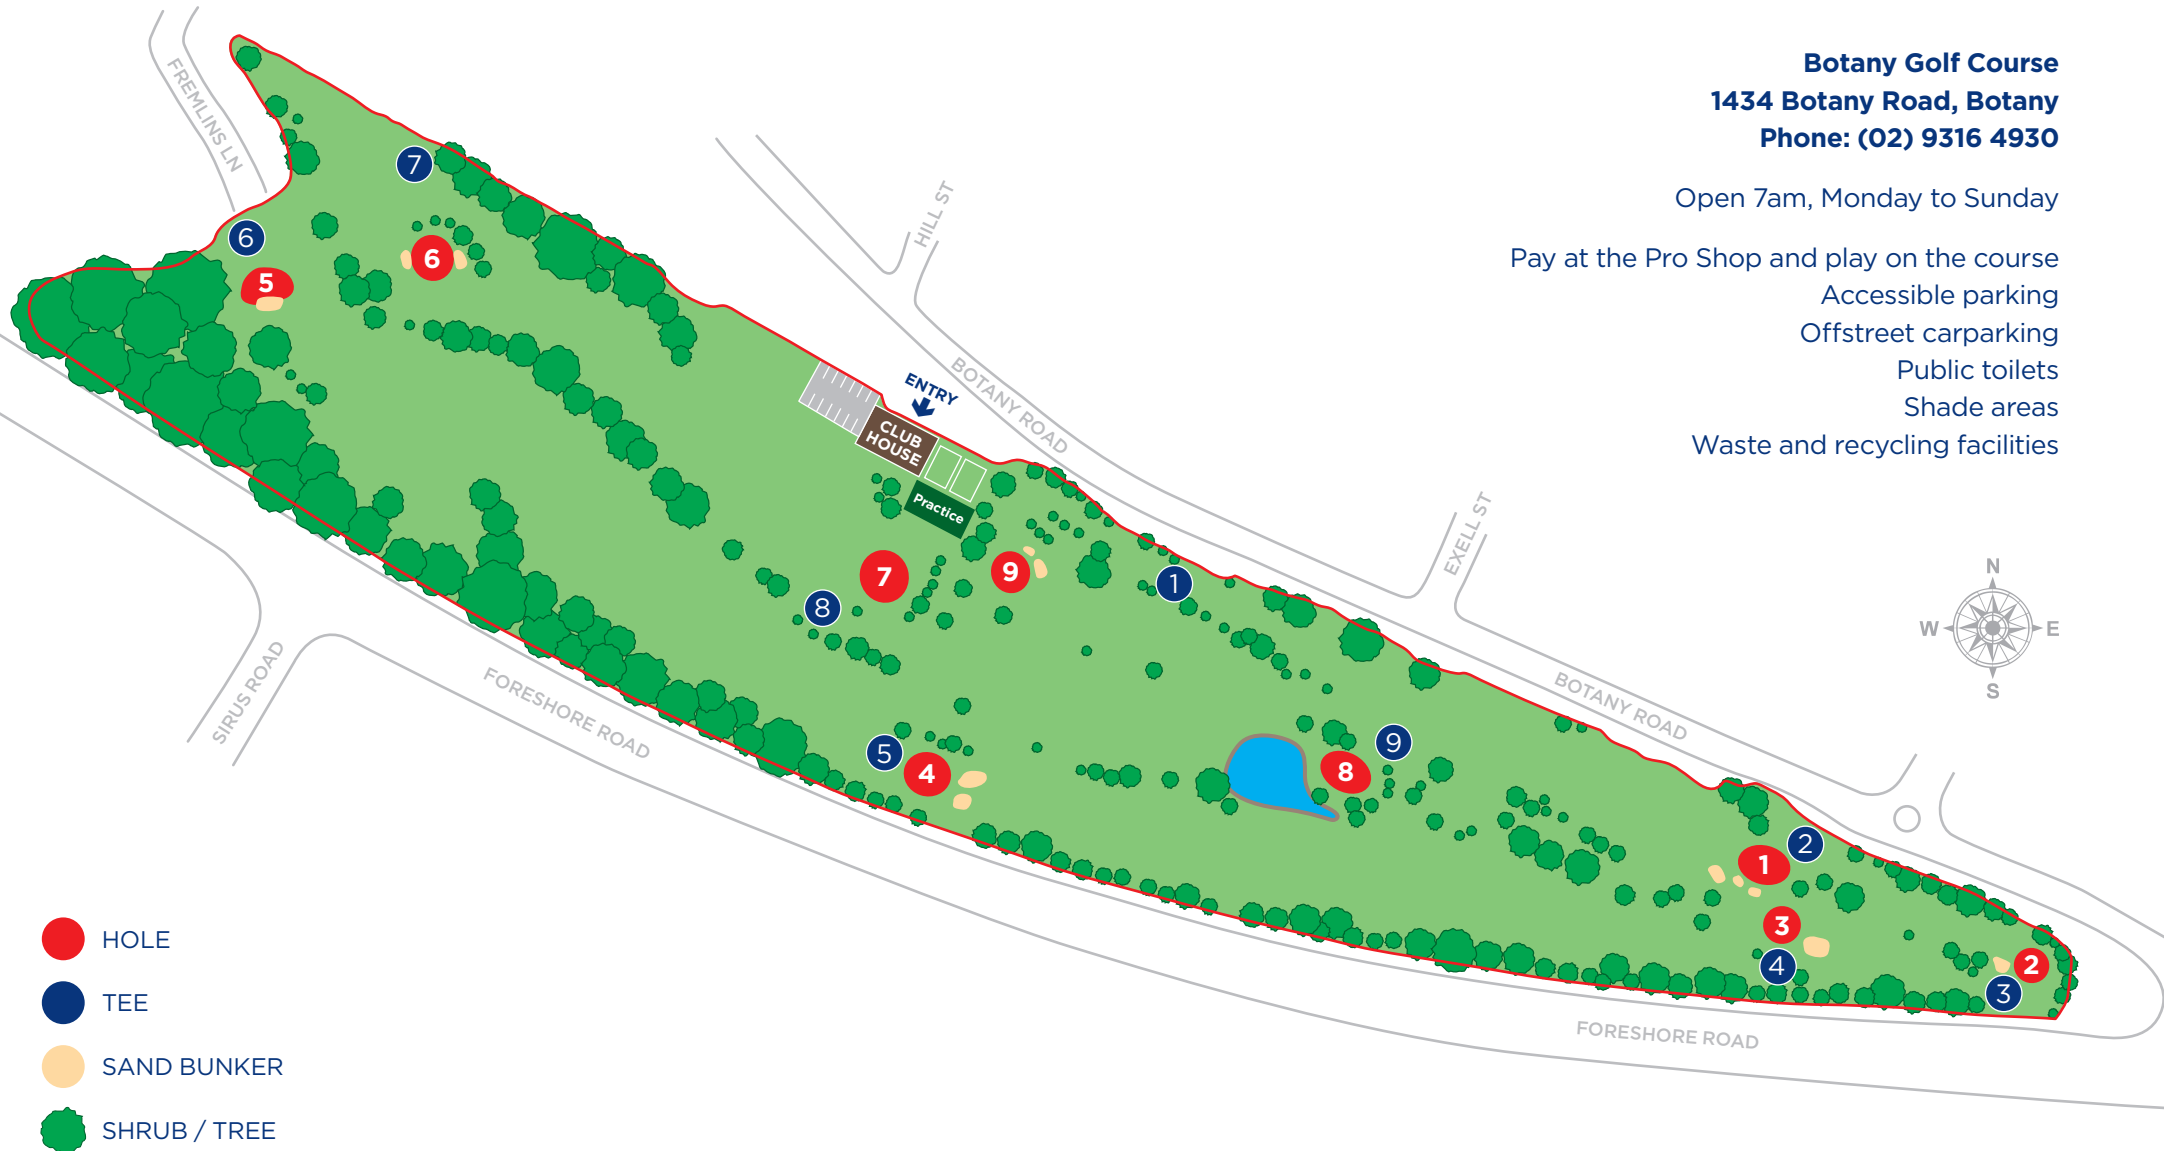 Botany Golf Course
1434 Botany Road, Botany
Phone: (02) 9316 4930
Open 7am, Monday to Sunday
Pay at the Pro Shop and play on the course
Accessible parking
Offstreet carparking
Public toilets
Shade areas
Waste and recycling facilities
FREMLINS LN
7
6
5
6
HILL ST
BOTANY ROAD
ENTRY
CLUB
HOUSE
Practice
7
9
8
1
EXELL ST
BOTANY ROAD
N
W
E
S
SIRUS ROAD
FORESHORE ROAD
5
4
8
9
1
2
3
4
2
3
FORESHORE ROAD
HOLE
TEE
SAND BUNKER
SHRUB / TREE